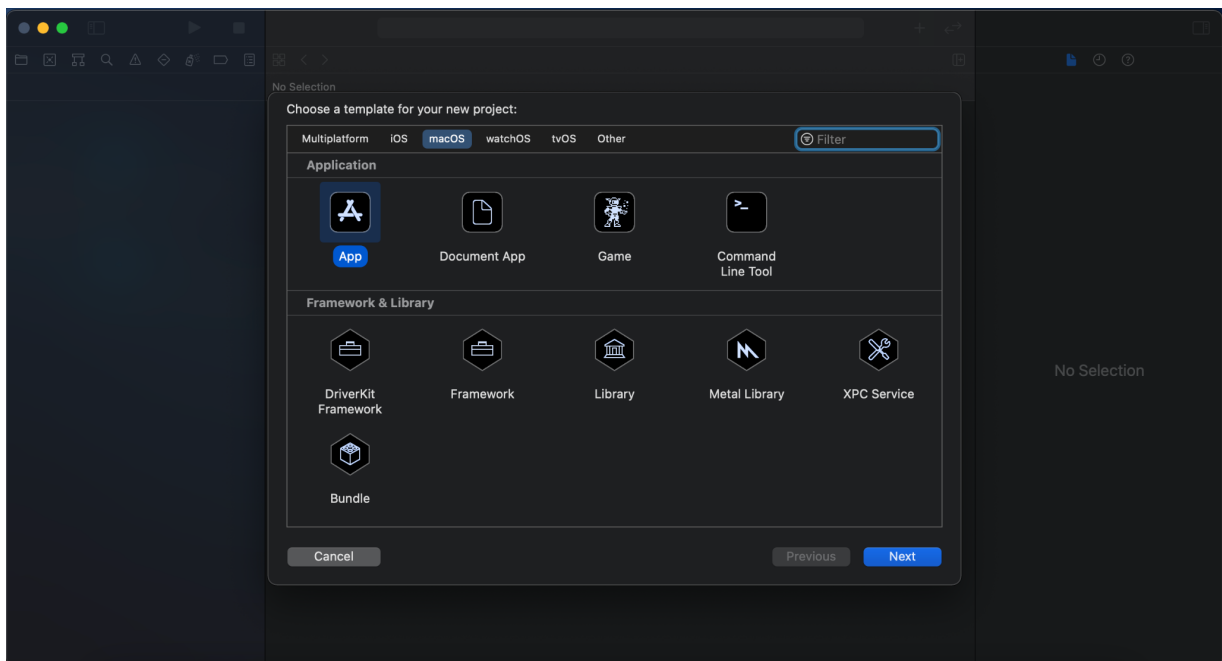 No Selection
Choose a template for your new project:
Multiplatform iOS macOS watchOS tvOS Other Filter
Application
App Document App Game Command
Line Tool
Framework & Library
DriverKit Framework Library Metal Library XPC Service
Framework
Bundle
No Selection
Cancel Previous Next